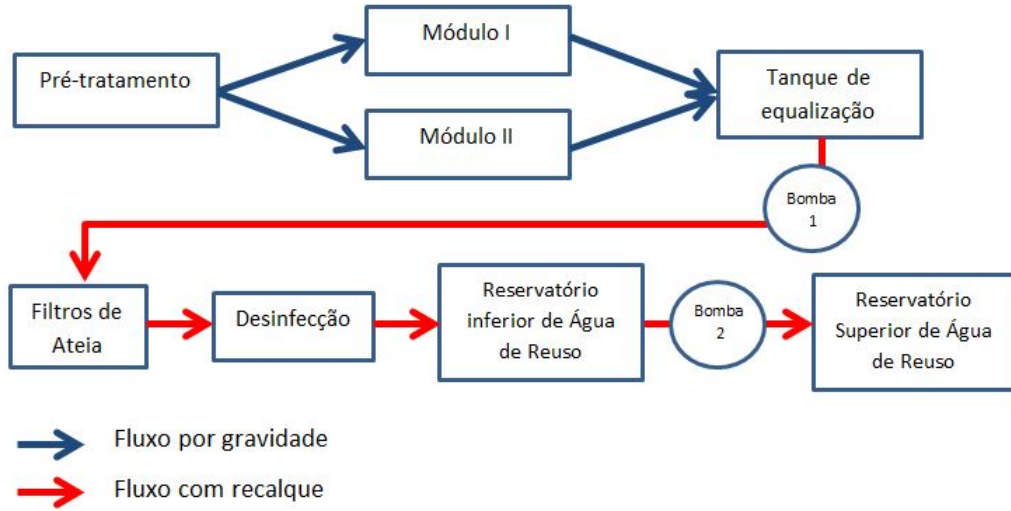 Pré-tratamento
Módulo I
Módulo II
Tanque de
equalização
Bomba
1
Filtros de
Ateia
Desinfecção
Reservatório
inferior de Água
de Reuso
Bomba
2
Reservatório
Superior de Água
de Reuso
Fluxo por gravidade
Fluxo com recalque